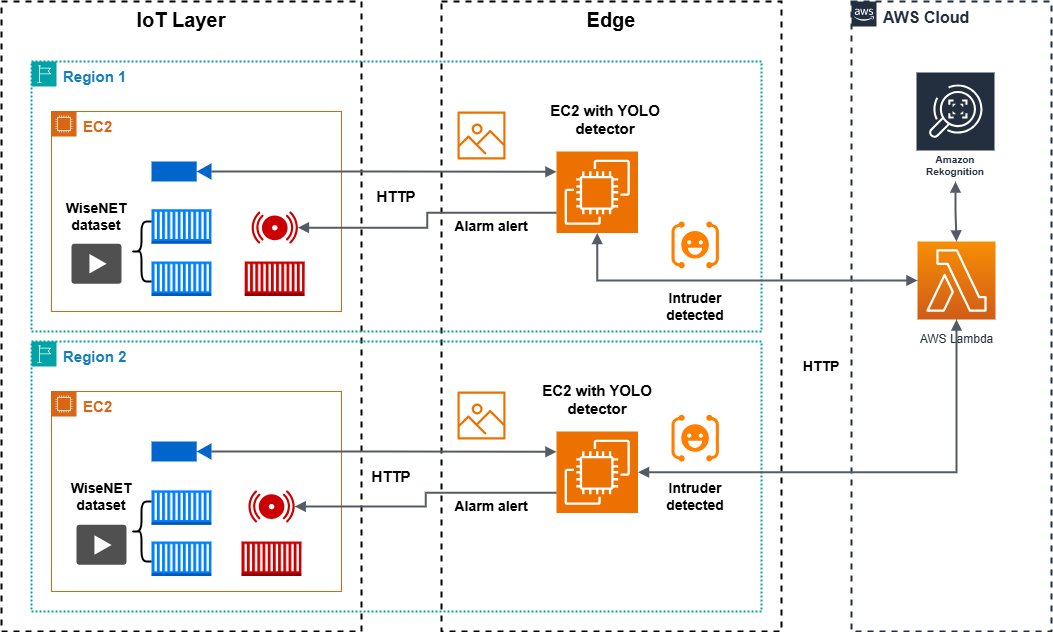 IoT Layer
Edge
aws
AWS Cloud
Region 1
EC2
WiseNET
dataset
HTTP
Alarm alert
EC2 with YOLO
detector
Intruder
detected
Amazon
Rekognition
AWS Lambda
HTTP
Region 2
EC2
WiseNET
dataset
HTTP
Alarm alert
EC2 with YOLO
detector
Intruder
detected